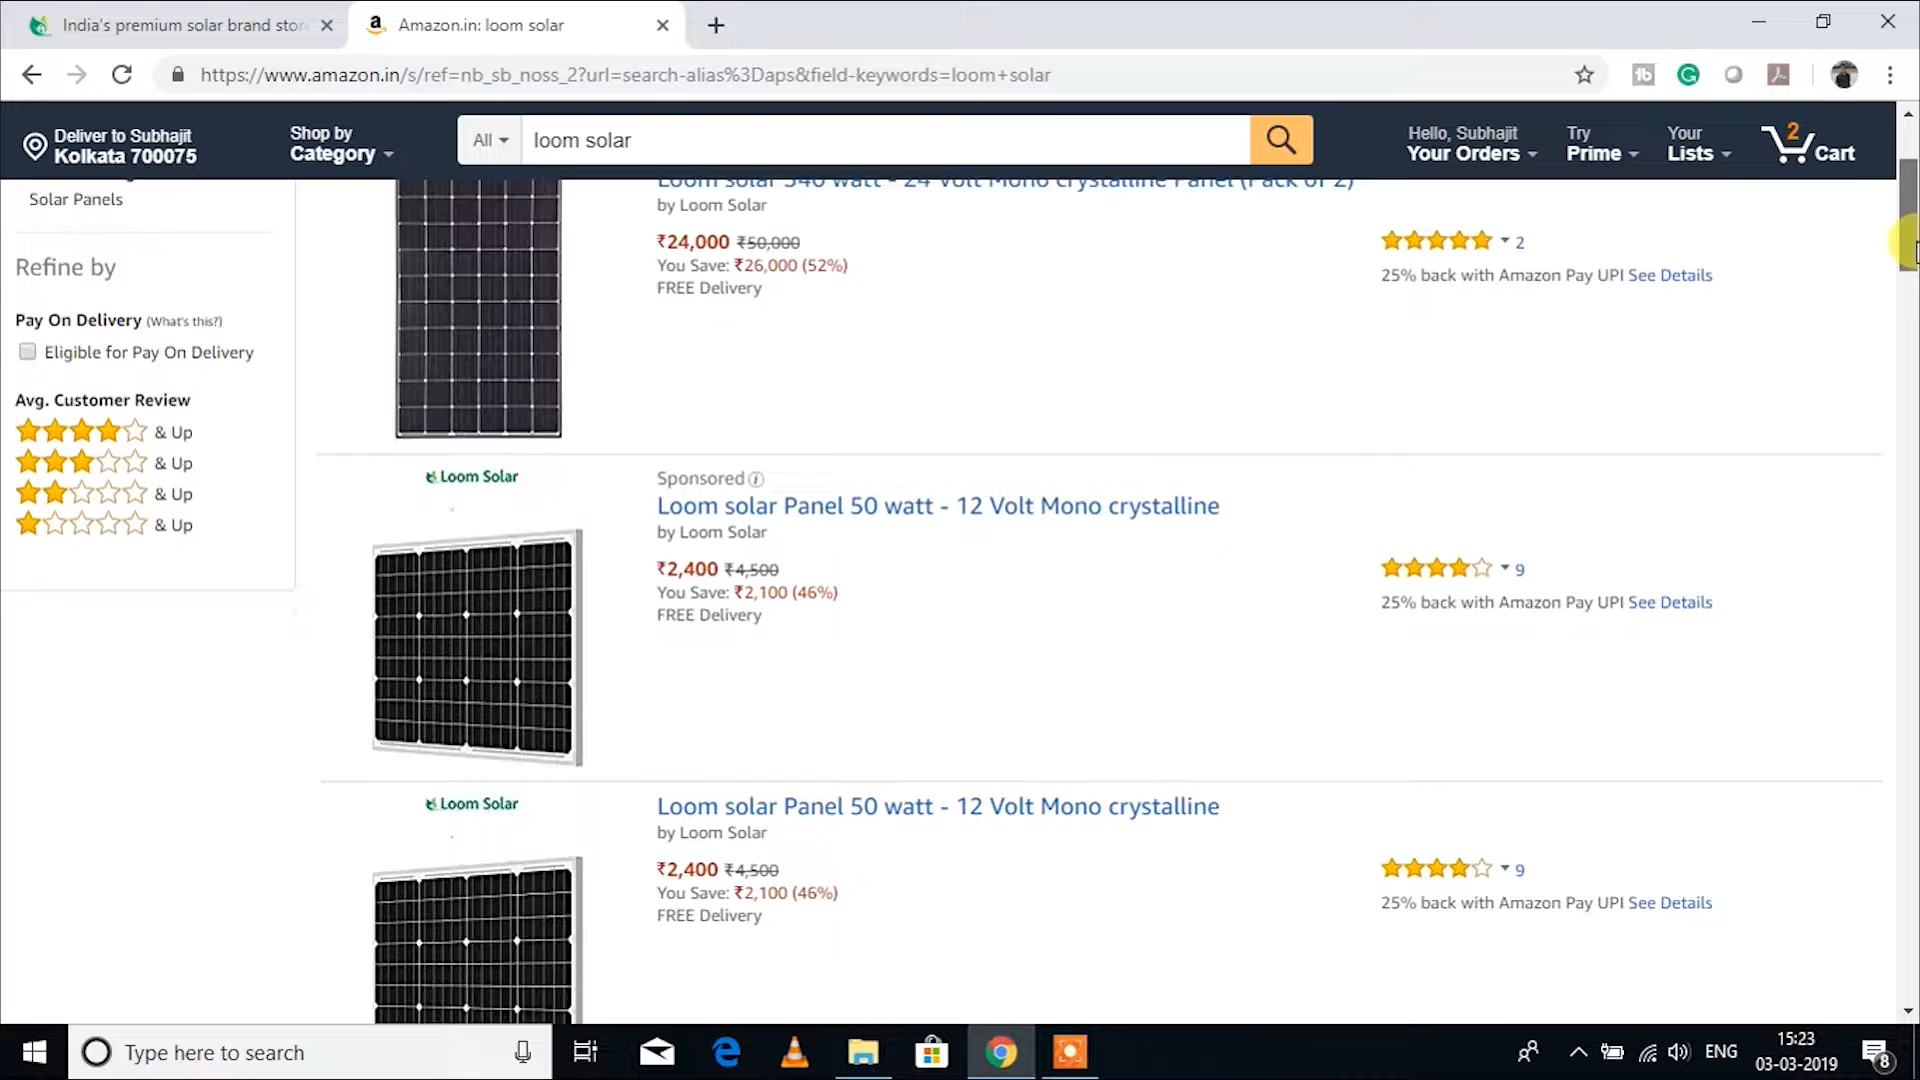 India's premium solar brand stor
Amazon.in: loom solar
https://www.amazon.in/s/ref=nb_sb_noss_2?url=search-alias%3Daps&field-keywords=loom+solar
Deliver to Subhajit
Kolkata 700075
Shop by
Category
All
loom solar
Hello, Subhajit
Your Orders
Try
Prime
Your
Lists
2
Cart
Solar Panels
Refine by
Pay On Delivery (What's this?)
Eligible for Pay On Delivery
Avg. Customer Review
& Up
& Up
& Up
& Up
Loom solar 340 watt - 24 Volt Mono crystalline Panel (Pack of 2)
by Loom Solar
₹24,000 ₹50,000
You Save: ₹26,000 (52%)
FREE Delivery
2
25% back with Amazon Pay UPI See Details
Loom Solar
Sponsored
Loom solar Panel 50 watt - 12 Volt Mono crystalline
by Loom Solar
₹2,400 ₹4,500
You Save: ₹2,100 (46%)
FREE Delivery
9
25% back with Amazon Pay UPI See Details
Loom Solar
Loom solar Panel 50 watt - 12 Volt Mono crystalline
by Loom Solar
₹2,400 ₹4,500
You Save: ₹2,100 (46%)
FREE Delivery
9
25% back with Amazon Pay UPI See Details
Type here to search
ENG
15:23
03-03-2019
8